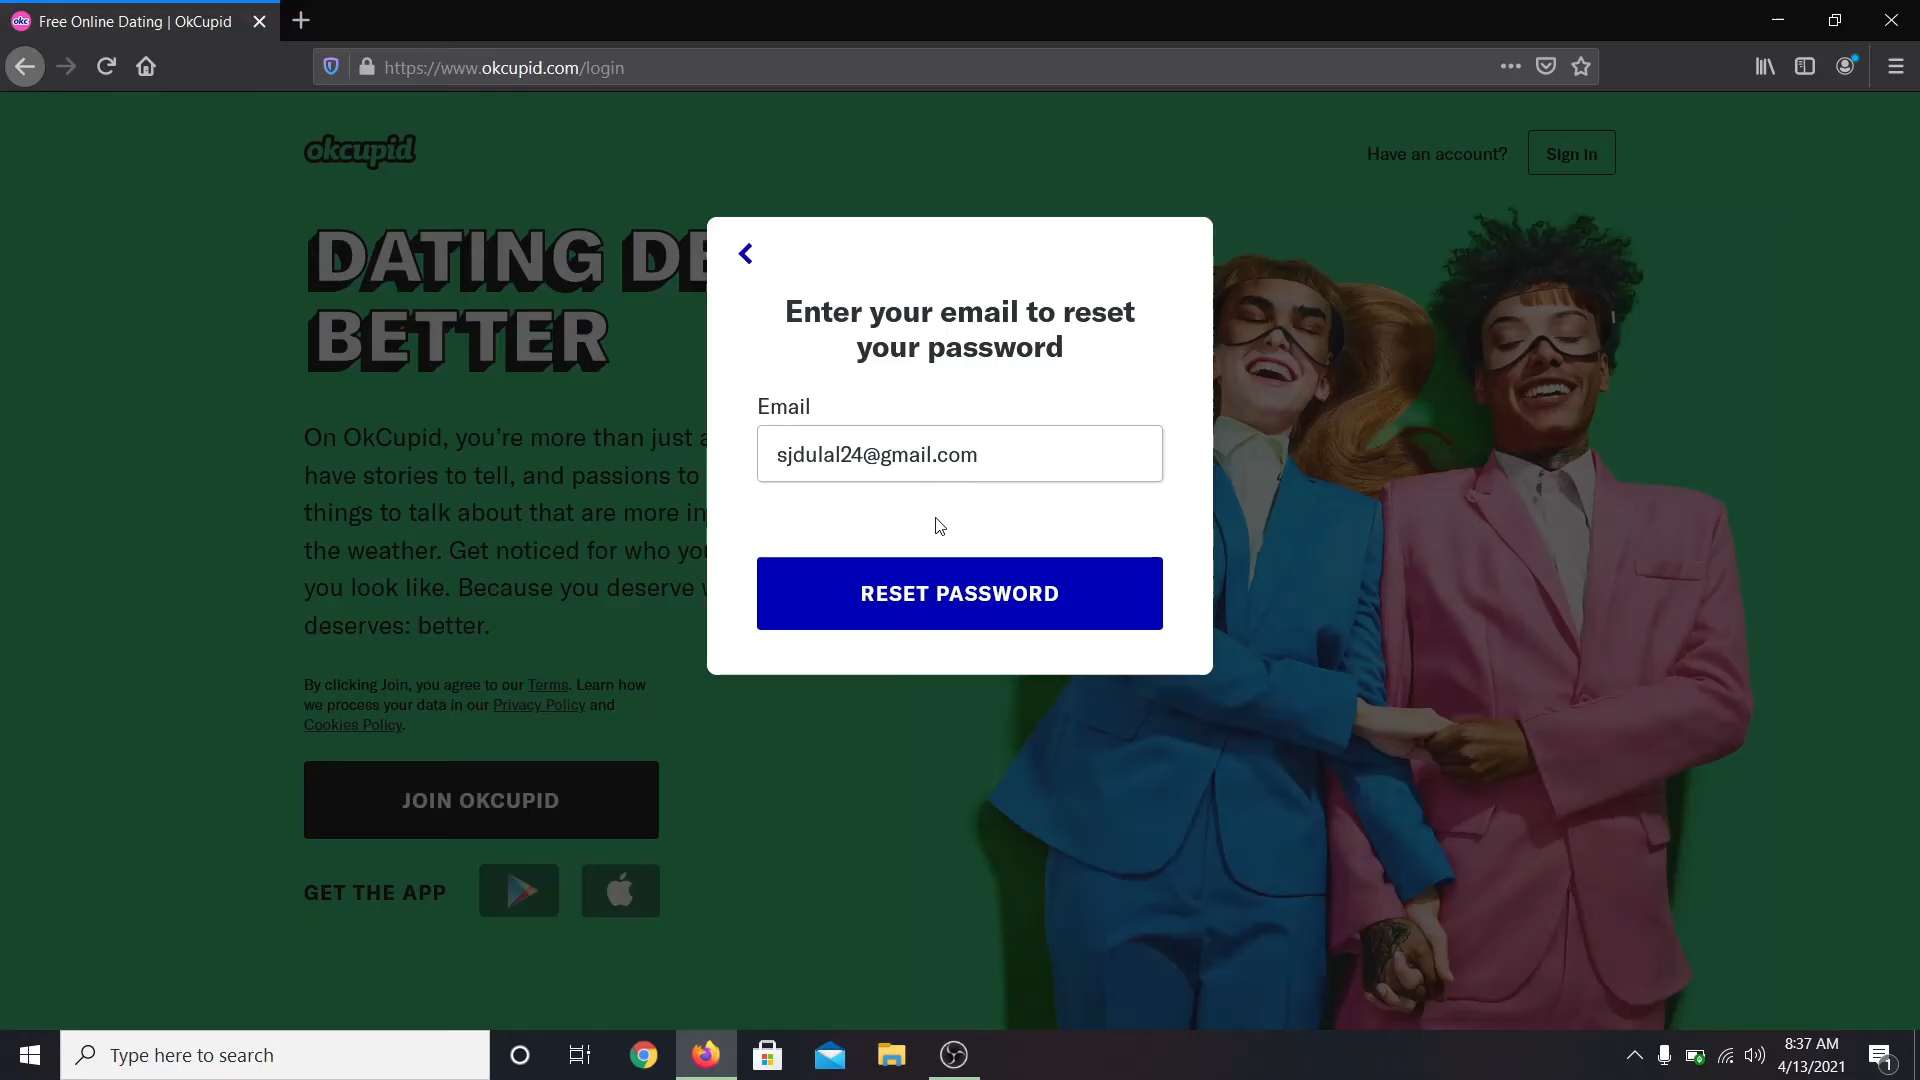 okc Free Online Dating | OkCupid
https://www.okcupid.com/login
okcupid
Have an account?
Sign in
DATING DE
BETTER
On OkCupid, you're more than just a
have stories to tell, and passions to
things to talk about that are more in
the weather. Get noticed for who you
you look like. Because you deserve w
deserves: better.
By clicking Join, you agree to our Terms. Learn how
we process your data in our Privacy Policy and
Cookies Policy.
JOIN OKCUPID
GET THE APP
Enter your email to reset
your password
Email
sjdulal24@gmail.com
RESET PASSWORD
Type here to search
8:37 AM
4/13/2021
1